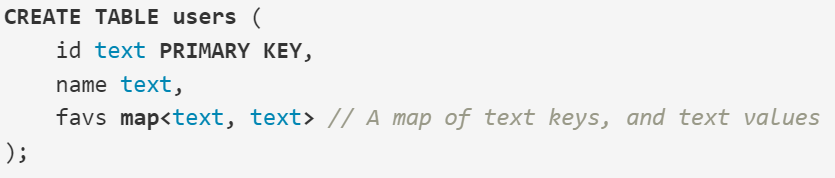 CREATE TABLE users (
    id text PRIMARY KEY,
    name text,
    favs map<text, text> // A map of text keys, and text values
);